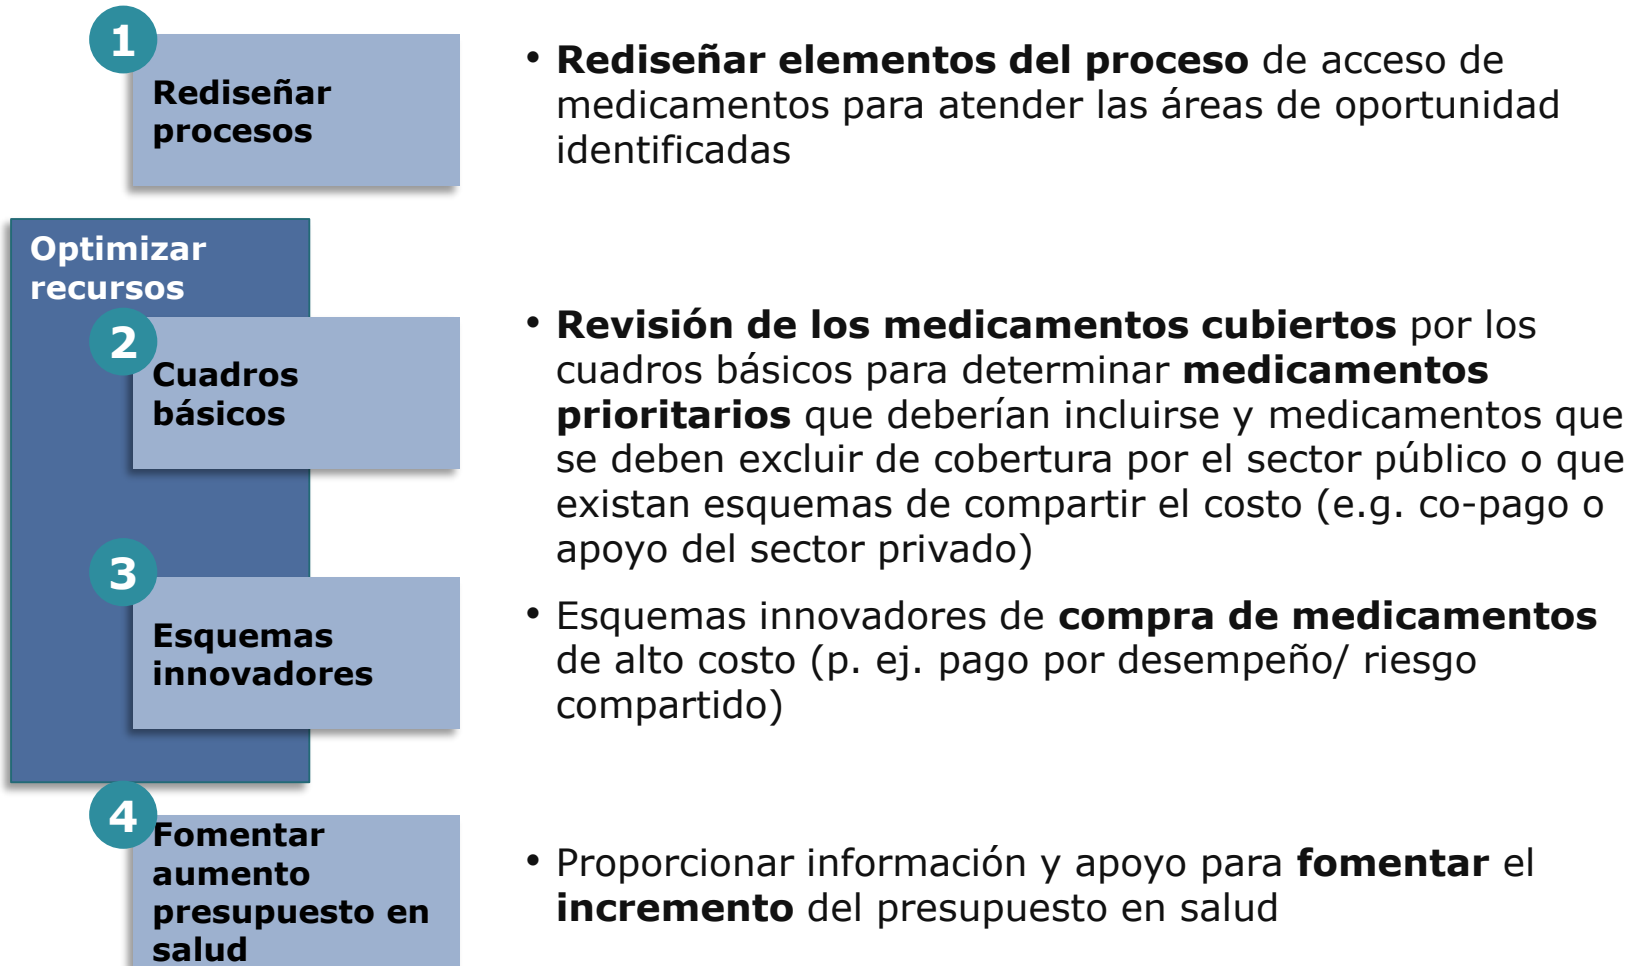 1
Rediseñar
procesos
• Rediseñar elementos del proceso de acceso de
medicamentos para atender las áreas de oportunidad
identificadas
Optimizar
recursos
2
Cuadros
básicos
• Revisión de los medicamentos cubiertos por los
cuadros básicos para determinar medicamentos
prioritarios que deberían incluirse y medicamentos que
se deben excluir de cobertura por el sector público o que
existan esquemas de compartir el costo (e.g. co-pago o
apoyo del sector privado)
3
Esquemas
innovadores
• Esquemas innovadores de compra de medicamentos
de alto costo (p. ej. pago por desempeño/ riesgo
compartido)
4
Fomentar
aumento
presupuesto en
salud
• Proporcionar información y apoyo para fomentar el
incremento del presupuesto en salud